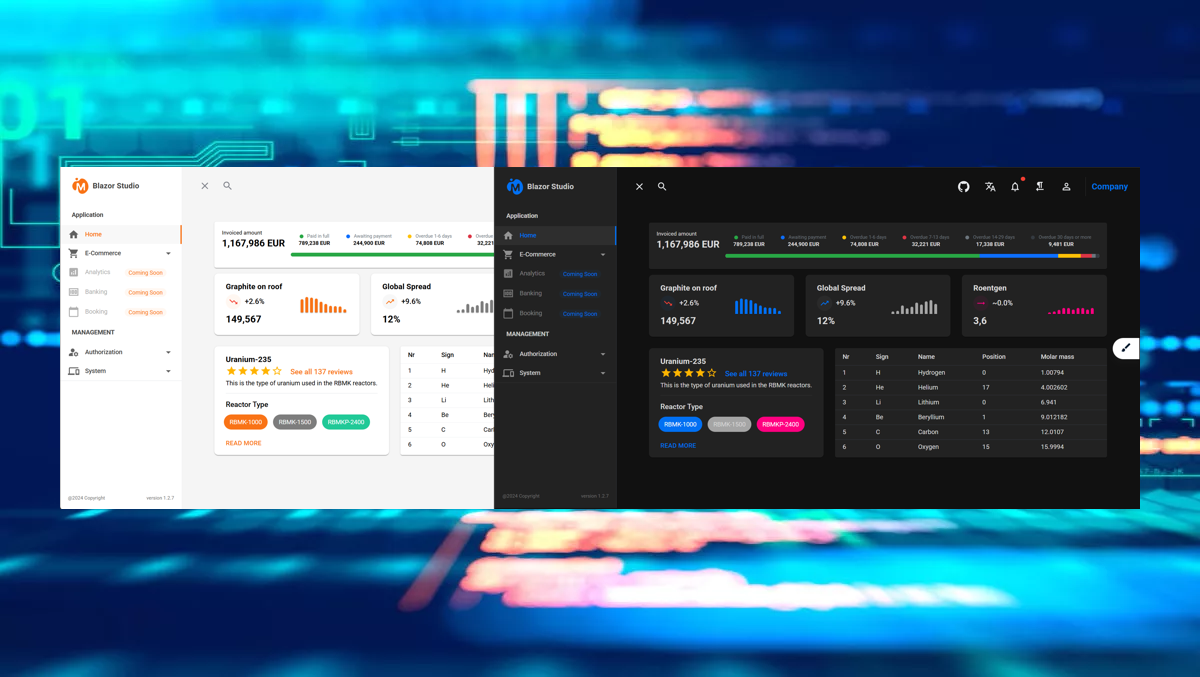 01
Blazor Studio
Application
Home
E-Commerce
Analytics Coming Soon
Banking Coming Soon
Booking Coming Soon
MANAGEMENT
Authorization
System
@2024 Copyright version 1.2.7
Invoiced amount
1,167,986 EUR
Paid in full
789,238 EUR
Awaiting payment
244,900 EUR
Overdue 1-6 days
74,808 EUR
Overdue
32,221
Graphite on roof
+2.6%
149,567
Global Spread
+9.6%
12%
Uranium-235
See all 137 reviews
This is the type of uranium used in the RBMK reactors.
Reactor Type
RBMK-1000 RBMK-1500 RBMKP-2400
READ MORE
Nr Sign Nam
1 H Hyd
2 He Heli
3 Li Lith
4 Be Bery
5 C Carl
6 O Oxy
Blazor Studio
Application
Home
E-Commerce
Analytics Coming Soon
Banking Coming Soon
Booking Coming Soon
MANAGEMENT
Authorization
System
@2024 Copyright version 1.2.7
Company
Invoiced amount
1,167,986 EUR
Paid in full
789,238 EUR
Awaiting payment
244,900 EUR
Overdue 1-6 days
74,808 EUR
Overdue 7-13 days
32,221 EUR
Overdue 14-29 days
17,338 EUR
Overdue 30 days or more
9,481 EUR
Graphite on roof
+2.6%
149,567
Global Spread
+9.6%
12%
Roentgen
~0.0%
3,6
Uranium-235
See all 137 reviews
This is the type of uranium used in the RBMK reactors.
Reactor Type
RBMK-1000 RBMK-1500 RBMKP-2400
READ MORE
Nr Sign Name Position Molar mass
1 H Hydrogen 0 1.00794
2 He Helium 17 4.002602
3 Li Lithium 0 6.941
4 Be Beryllium 1 9.012182
5 C Carbon 13 12.0107
6 O Oxygen 15 15.9994